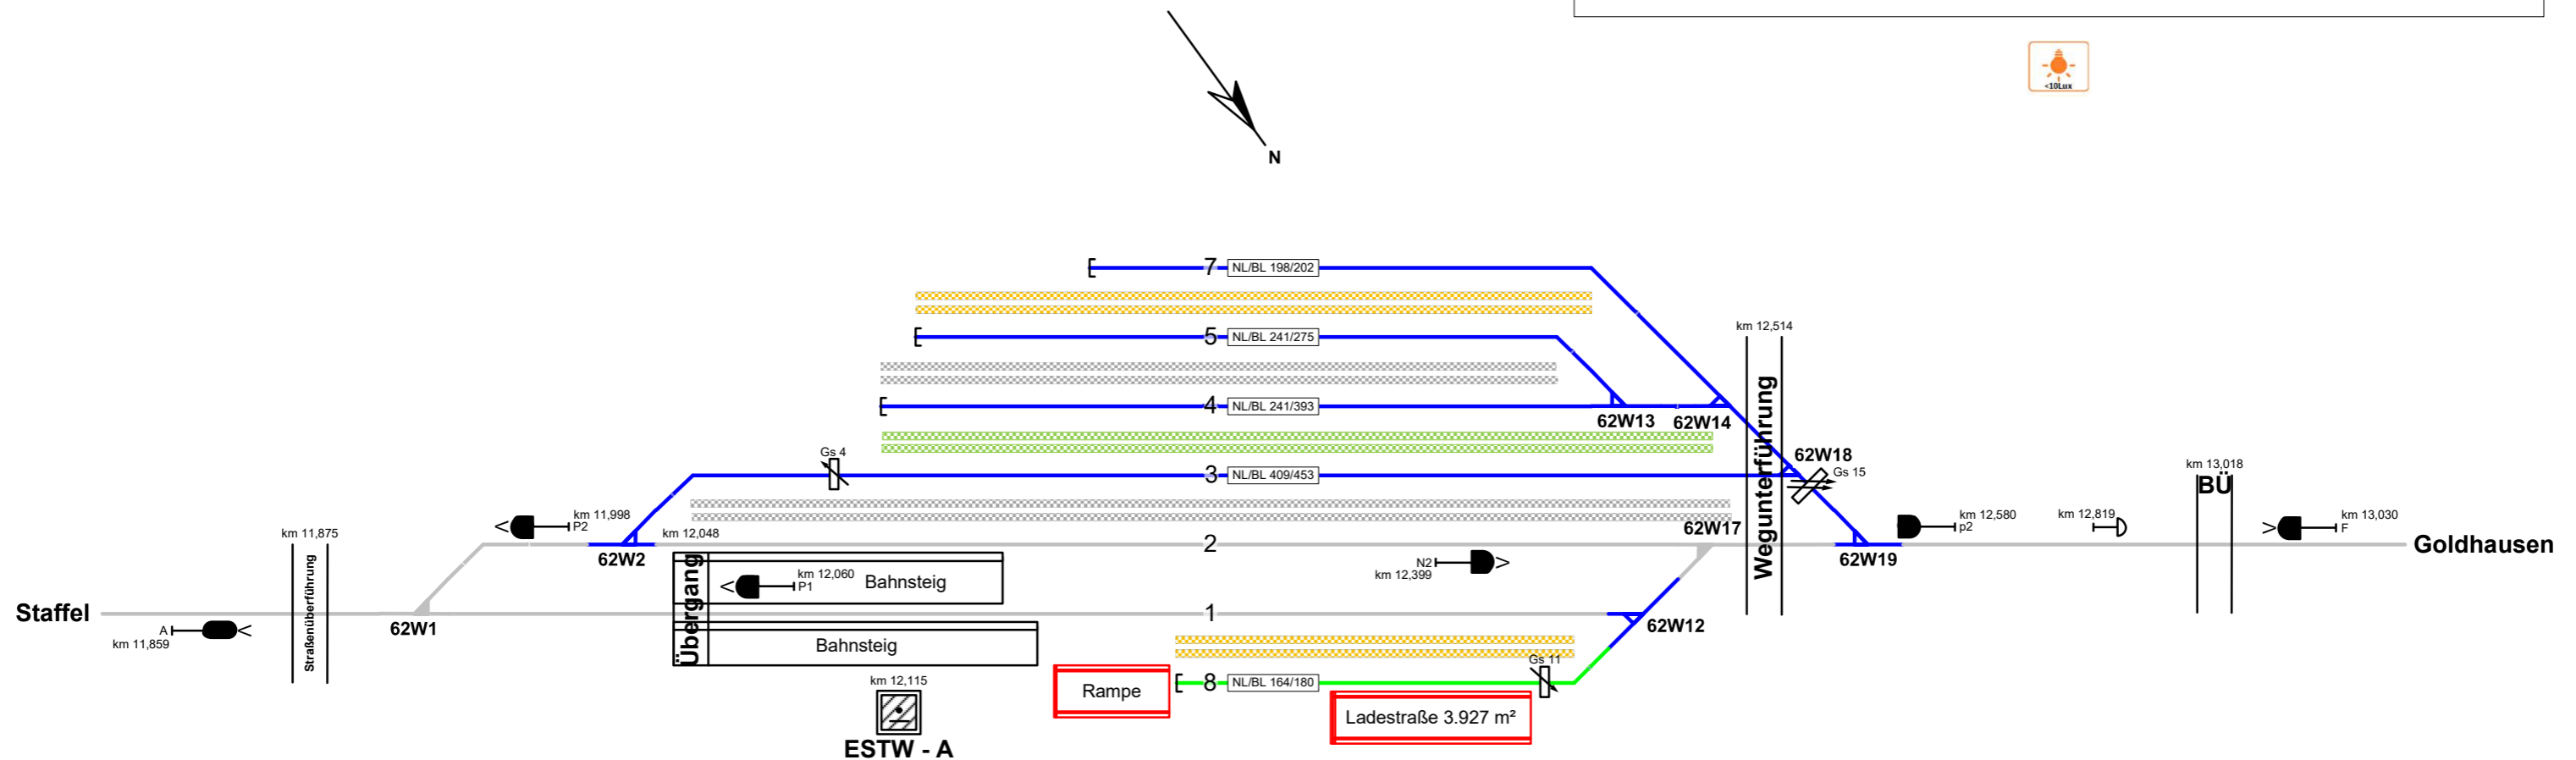 <10Lux
N
7 NL/BL 198/202
km 12,514
5 NL/BL 241/275
4 NL/BL 241/393
62W13
62W14
Wegunterführung
Gs 4
62W18
Gs 15
3 NL/BL 409/453
km 13,018
BÜ
km 11,998
P2
km 11,875
Straßenüberführung
km 12,048
62W2
62W17
2
km 12,580
p2
km 12,819
km 13,030
F
62W19
Goldhausen
Übergang
km 12,060
P1
Bahnsteig
N2
km 12,399
Staffel
A
km 11,859
62W1
1
62W12
Bahnsteig
Gs 11
km 12,115
Rampe
8 NL/BL 164/180
Ladestraße 3.927 m²
ESTW - A